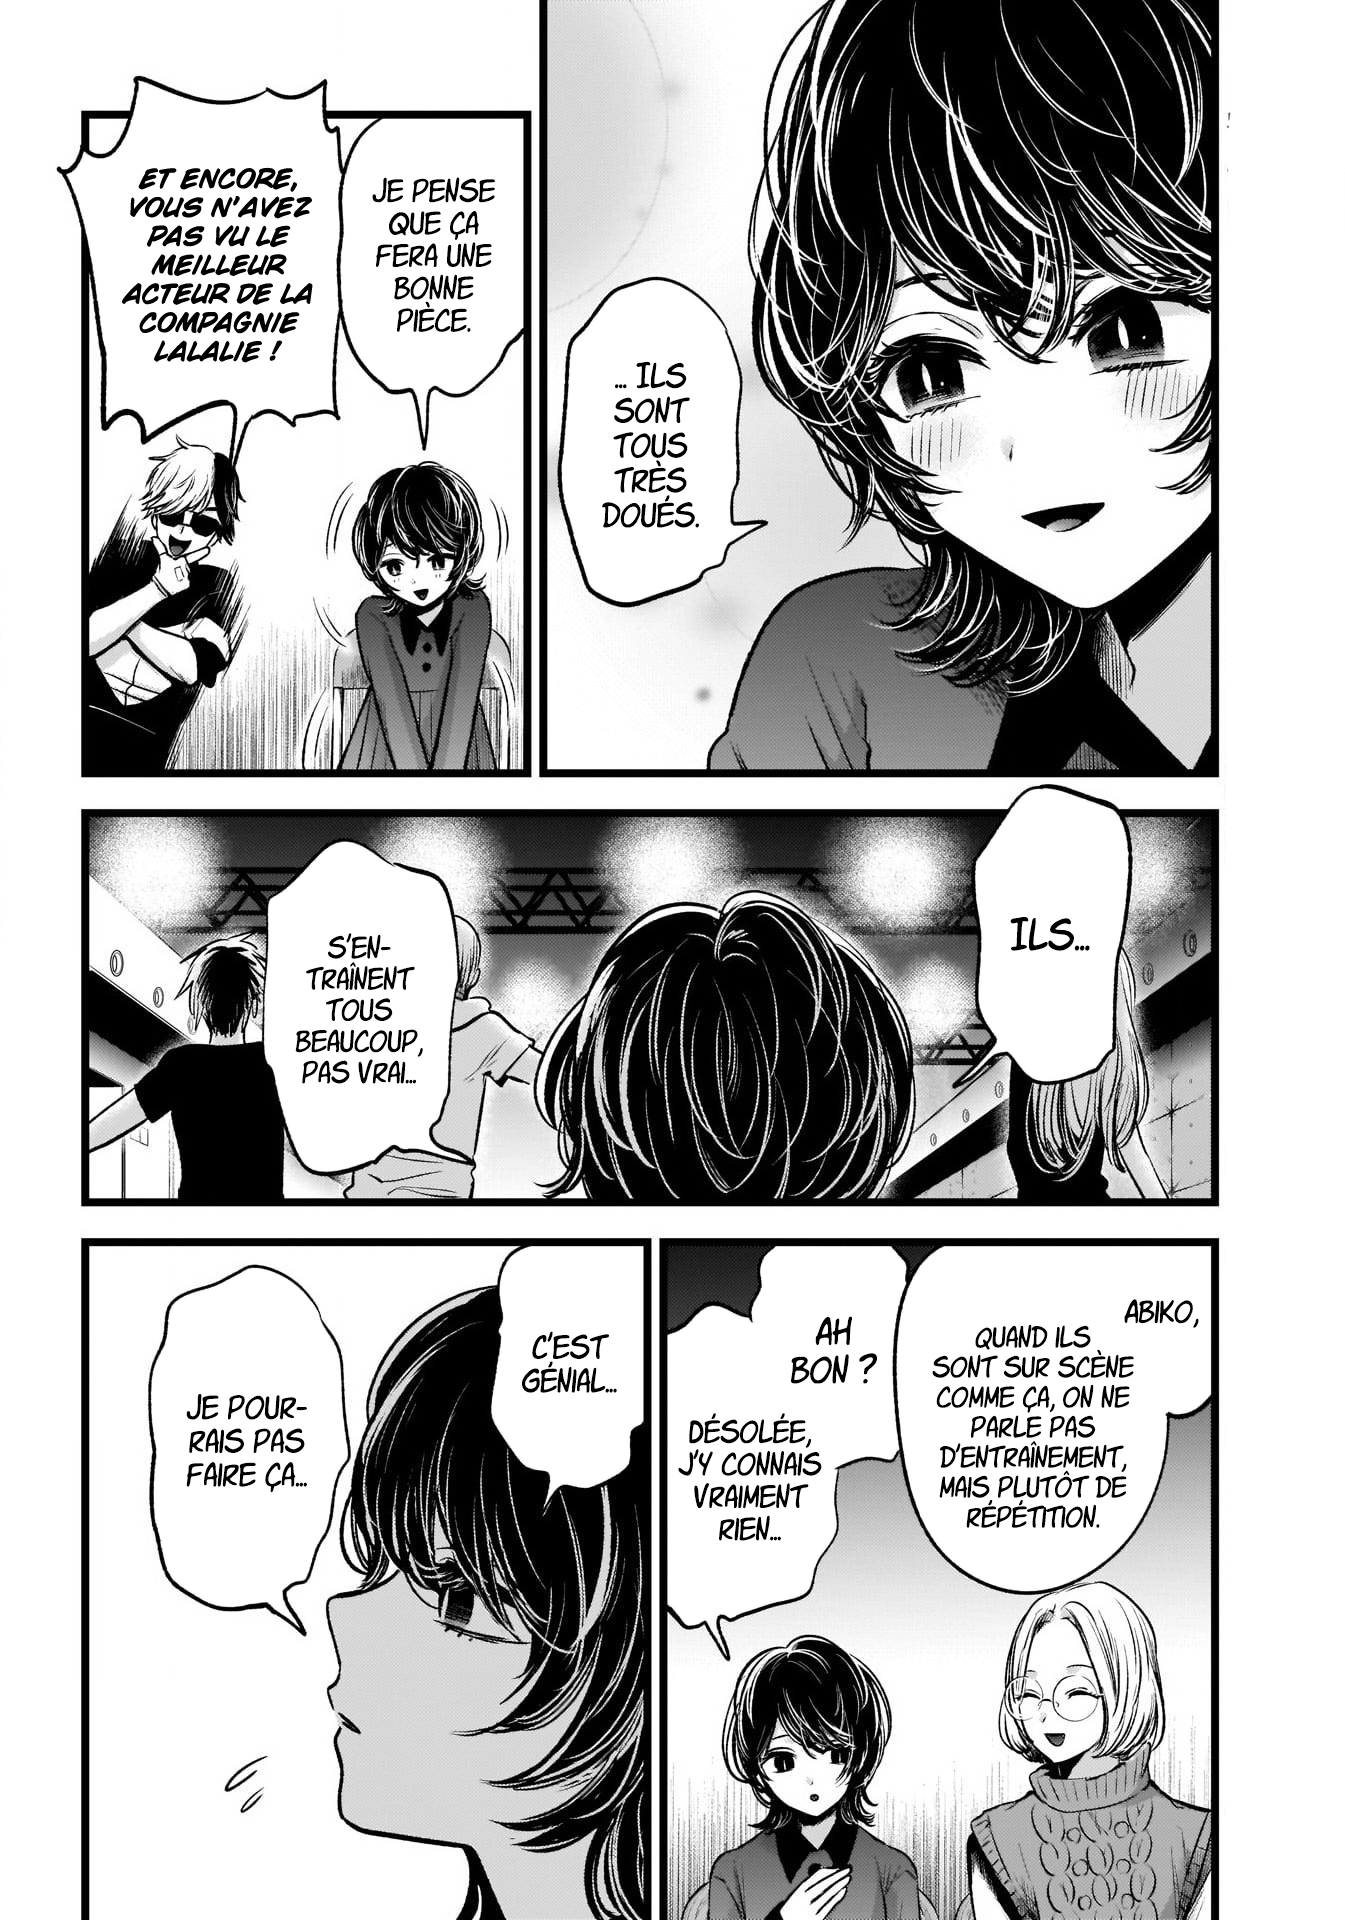 ... ILS
SONT
TOUS
TRÈS
DOUÉS.
JE PENSE
QUE ÇA
FERA UNE
BONNE
PIÈCE.
ET ENCORE,
VOUS N'AVEZ
PAS VU LE
MEILLEUR
ACTEUR DE LA
COMPAGNIE
LALALIE !
ILS...
S'EN-
TRAÎNENT
TOUS
BEAUCOUP,
PAS VRAI...
ABIKO,
QUAND ILS
SONT SUR SCÈNE
COMME ÇA, ON NE
PARLE PAS
D'ENTRAÎNEMENT,
MAIS PLUTÔT DE
RÉPÉTITION.
AH
BON ?
DÉSOLÉE,
J'Y CONNAIS
VRAIMENT
RIEN...
C'EST
GÉNIAL...
JE POUR-
RAIS PAS
FAIRE ÇA...